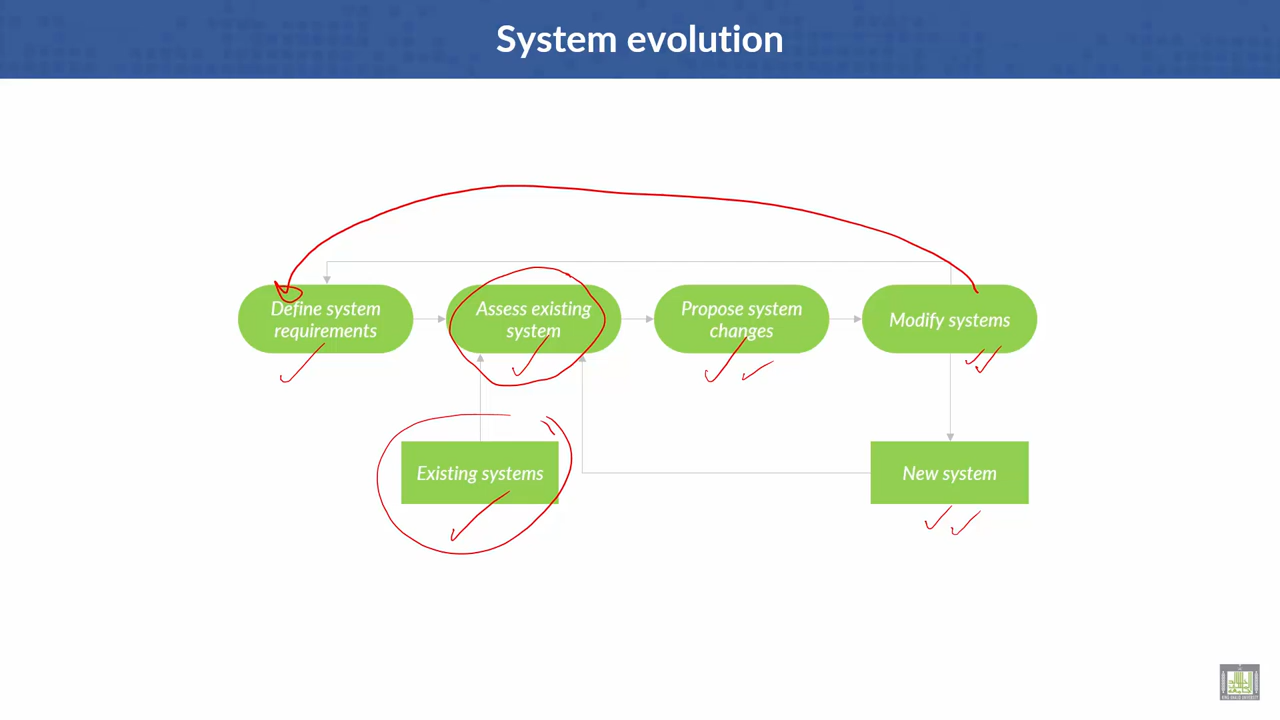 System evolution
Define system
requirements
Assess existing
system
Propose system
changes
Modify systems
Existing systems
New system